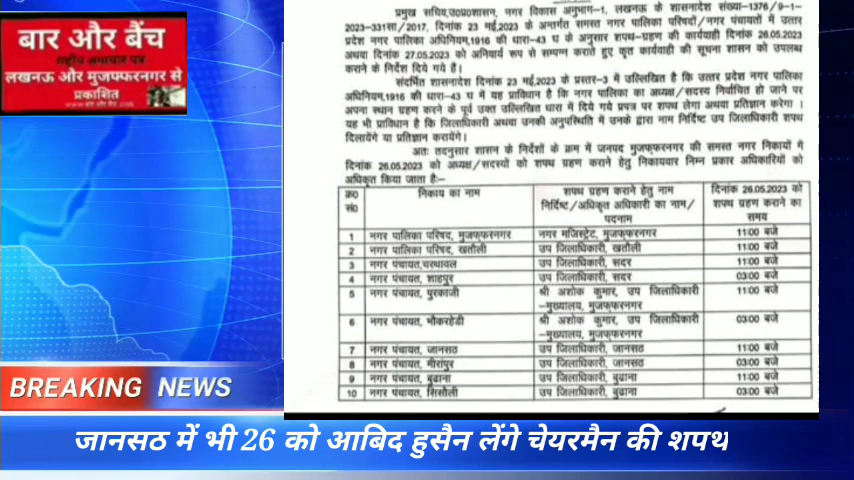 बार और बैंच
राष्ट्रीय समाचार पत्र
लखनऊ और मुजफ्फरनगर से
प्रकाशित
प्रमुख सचिव,उ0प्र0शासन, नगर विकास अनुभाग-1, लखनऊ के शासनादेश संख्या-1376/9-1-
2023-331सा/2017, दिनांक 23 मई,2023 के अन्तर्गत समस्त नगर पालिका परिषदों/नगर पंचायतों में उत्तर
प्रदेश नगर पालिका अधिनियम,1916 की धारा-43 घ के अनुसार शपथ-ग्रहण की कार्यवाही दिनांक 26.05.2023
अथवा दिनांक 27.05.2023 को अनिवार्य रूप से सम्पन्न कराते हुए कृत कार्यवाही की सूचना शासन को उपलब्ध
कराने के निर्देश दिये गये हैं।
संदर्भित शासनादेश दिनांक 23 मई,2023 के प्रस्तर-3 में उल्लिखित है कि उत्तर प्रदेश नगर पालिका
अधिनियम,1916 की धारा-43 घ में यह प्राविधान है कि नगर पालिका का अध्यक्ष/सदस्य निर्वाचित हो जाने पर
अपना स्थान ग्रहण करने के पूर्व उक्त उल्लिखित धारा में दिये गये प्रपत्र पर शपथ लेगा अथवा प्रतिज्ञान करेगा ।
यह भी प्राविधान है कि जिलाधिकारी अथवा उनकी अनुपस्थिति में उनके द्वारा नाम निर्दिष्ट उप जिलाधिकारी शपथ
दिलायेंगे या प्रतिज्ञान करायेंगे।
अतः तदनुसार शासन के निर्देशों के क्रम में जनपद मुजफ्फरनगर की समस्त नगर निकायों में
दिनांक 26.05.2023 को अध्यक्ष/सदस्यों को शपथ ग्रहण कराने हेतु निकायवार निम्न प्रकार अधिकारियों को
अधिकृत किया जाता है:-
क्र0 सं0 निकाय का नाम शपथ ग्रहण कराने हेतु नाम निर्दिष्ट/अधिकृत अधिकारी का नाम/ पदनाम दिनांक 26.05.2023 को शपथ ग्रहण कराने का समय
1 नगर पालिका परिषद, मुजफ्फरनगर नगर मजिस्ट्रेट, मुजफ्फरनगर 11:00 बजे
2 नगर पालिका परिषद, खतौली उप जिलाधिकारी, खतौली 11:00 बजे
3 नगर पंचायत,चरथावल उप जिलाधिकारी, सदर 11:00 बजे
4 नगर पंचायत, शाहपुर उप जिलाधिकारी, सदर 03:00 बजे
5 नगर पंचायत, पुरकाजी श्री अशोक कुमार, उप जिलाधिकारी 11:00 बजे
-मुख्यालय, मुजफ्फरनगर
6 नगर पंचायत, भौकरहेडी श्री अशोक कुमार, उप जिलाधिकारी 03:00 बजे
-मुख्यालय, मुजफ्फरनगर
7 नगर पंचायत, जानसठ उप जिलाधिकारी, जानसठ 11:00 बजे
8 नगर पंचायत, मीरांपुर उप जिलाधिकारी, जानसठ 03:00 बजे
9 नगर पंचायत, बुढाना उप जिलाधिकारी, बुढाना 11:00 बजे
10 नगर पंचायत, सिसौली उप जिलाधिकारी, बुढाना 03:00 बजे
BREAKING NEWS
जानसठ में भी 26 को आबिद हुसैन लेंगे चेयरमैन की शपथ